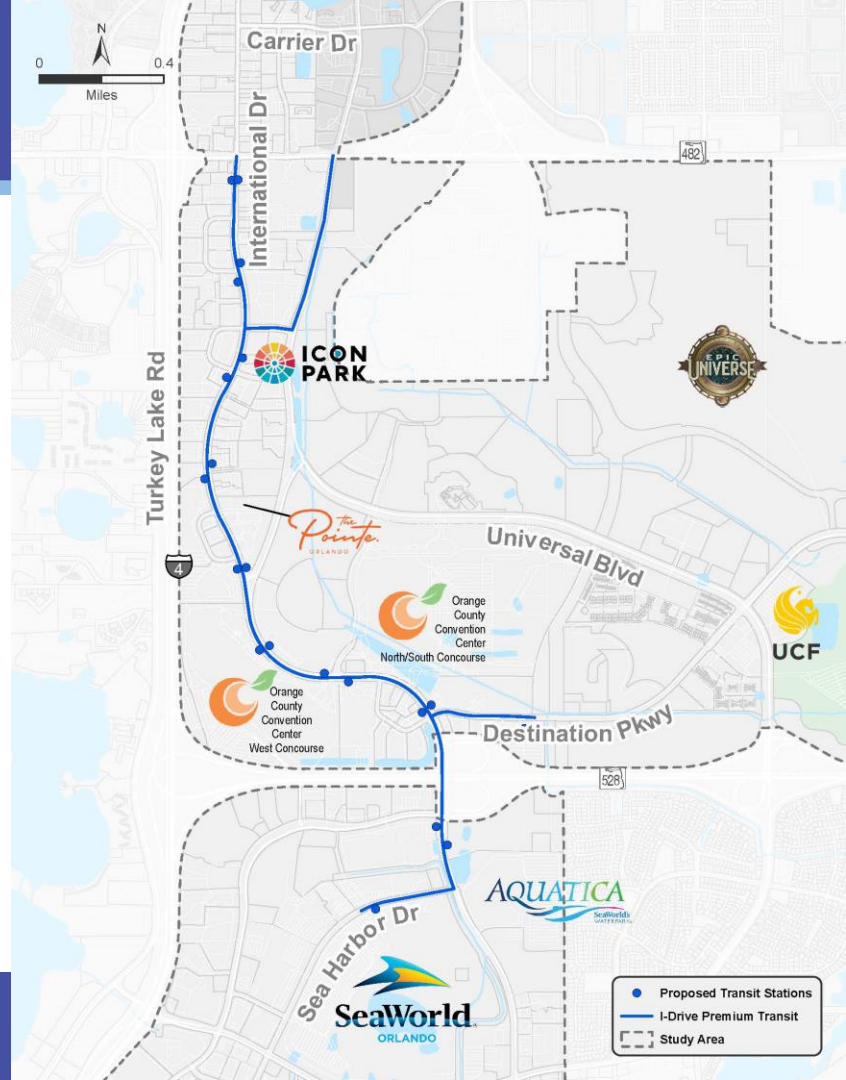 N
0 0.4
Miles
Carrier Dr
International Dr
482
ICON
PARK
EPIC
UNIVERSE
Turkey Lake Rd
the
Pointe.
ORLANDO
4
Universal Blvd
Orange
County
Convention
Center
North/South Concourse
UCF
Orange
County
Convention
Center
West Concourse
Destination Pkwy
528
AQUATICA
SeaWorld's
WATERPARK
Sea Harbor Dr
SeaWorld
ORLANDO
Proposed Transit Stations
I-Drive Premium Transit
Study Area